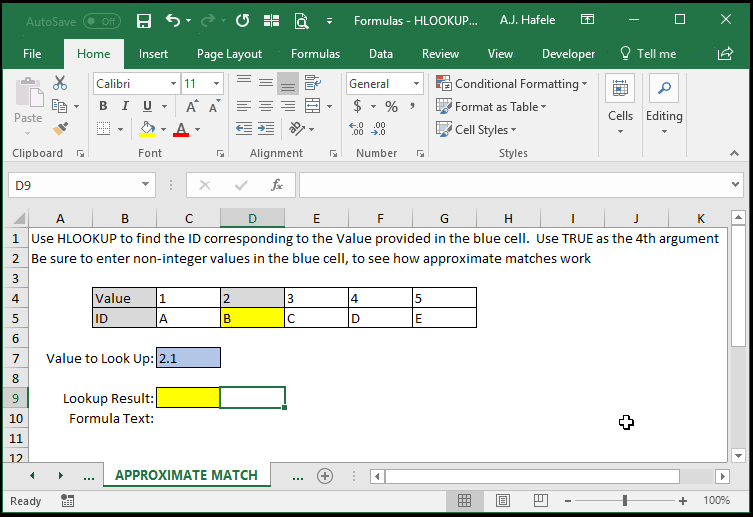 AutoSave Off Formulas - HLOOKUP... A.J. Hafele
File Home Insert Page Layout Formulas Data Review View Developer Tell me
Calibri 11 General Conditional Formatting
Paste B I U A A $ % , Format as Table Cells Editing
A Cell Styles
Clipboard Font Alignment Number Styles
D9 fx
A B C D E F G H I J K
1 Use HLOOKUP to find the ID corresponding to the Value provided in the blue cell. Use TRUE as the 4th argument
2 Be sure to enter non-integer values in the blue cell, to see how approximate matches work
3
4 Value 1 2 3 4 5
5 ID A B C D E
6
7 Value to Look Up: 2.1
8
9 Lookup Result:
10 Formula Text:
11
12
... APPROXIMATE MATCH ...
Ready 100%